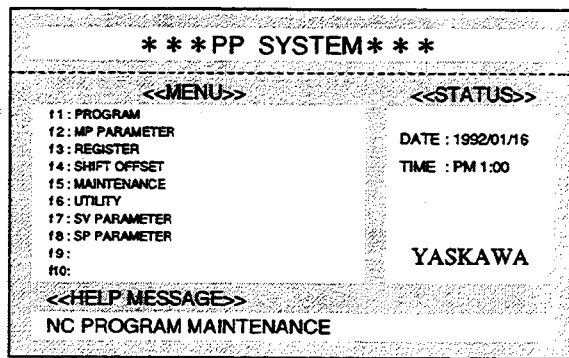 ***PP SYSTEM***
<<MENU>>
f1 : PROGRAM
f2 : MP PARAMETER
f3 : REGISTER
f4 : SHIFT OFFSET
f5 : MAINTENANCE
f6 : UTILITY
f7 : SV PARAMETER
f8 : SP PARAMETER
f9 :
f10:
<<STATUS>>
DATE : 1992/01/16
TIME : PM 1:00
YASKAWA
<<HELP MESSAGE>>
NC PROGRAM MAINTENANCE